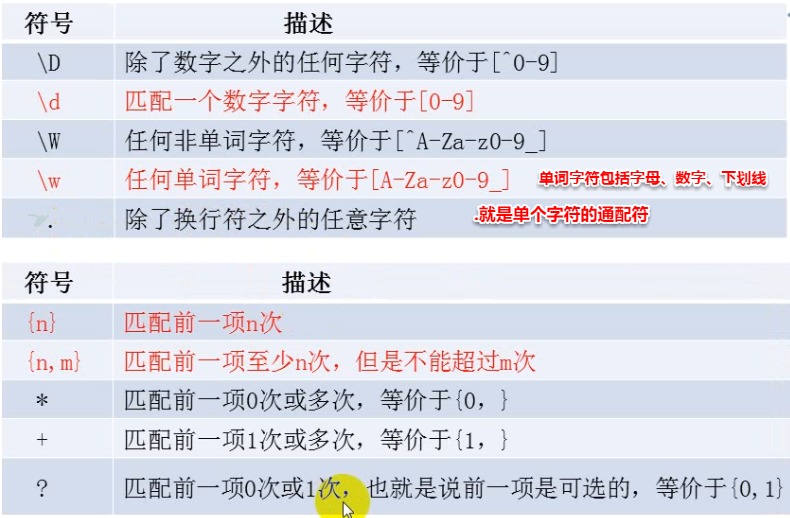 符号 描述
\D 除了数字之外的任何字符，等价于[^0-9]
\d 匹配一个数字字符，等价于[0-9]
\W 任何非单词字符，等价于[^A-Za-z0-9_]
\w 任何单词字符，等价于[A-Za-z0-9_] 单词字符包括字母、数字、下划线
. 除了换行符之外的任意字符 .就是单个字符的通配符
符号 描述
{n} 匹配前一项n次
{n,m} 匹配前一项至少n次，但是不能超过m次
* 匹配前一项0次或多次，等价于{0，}
+ 匹配前一项1次或多次，等价于{1，}
? 匹配前一项0次或1次，也就是说前一项是可选的，等价于{0,1}